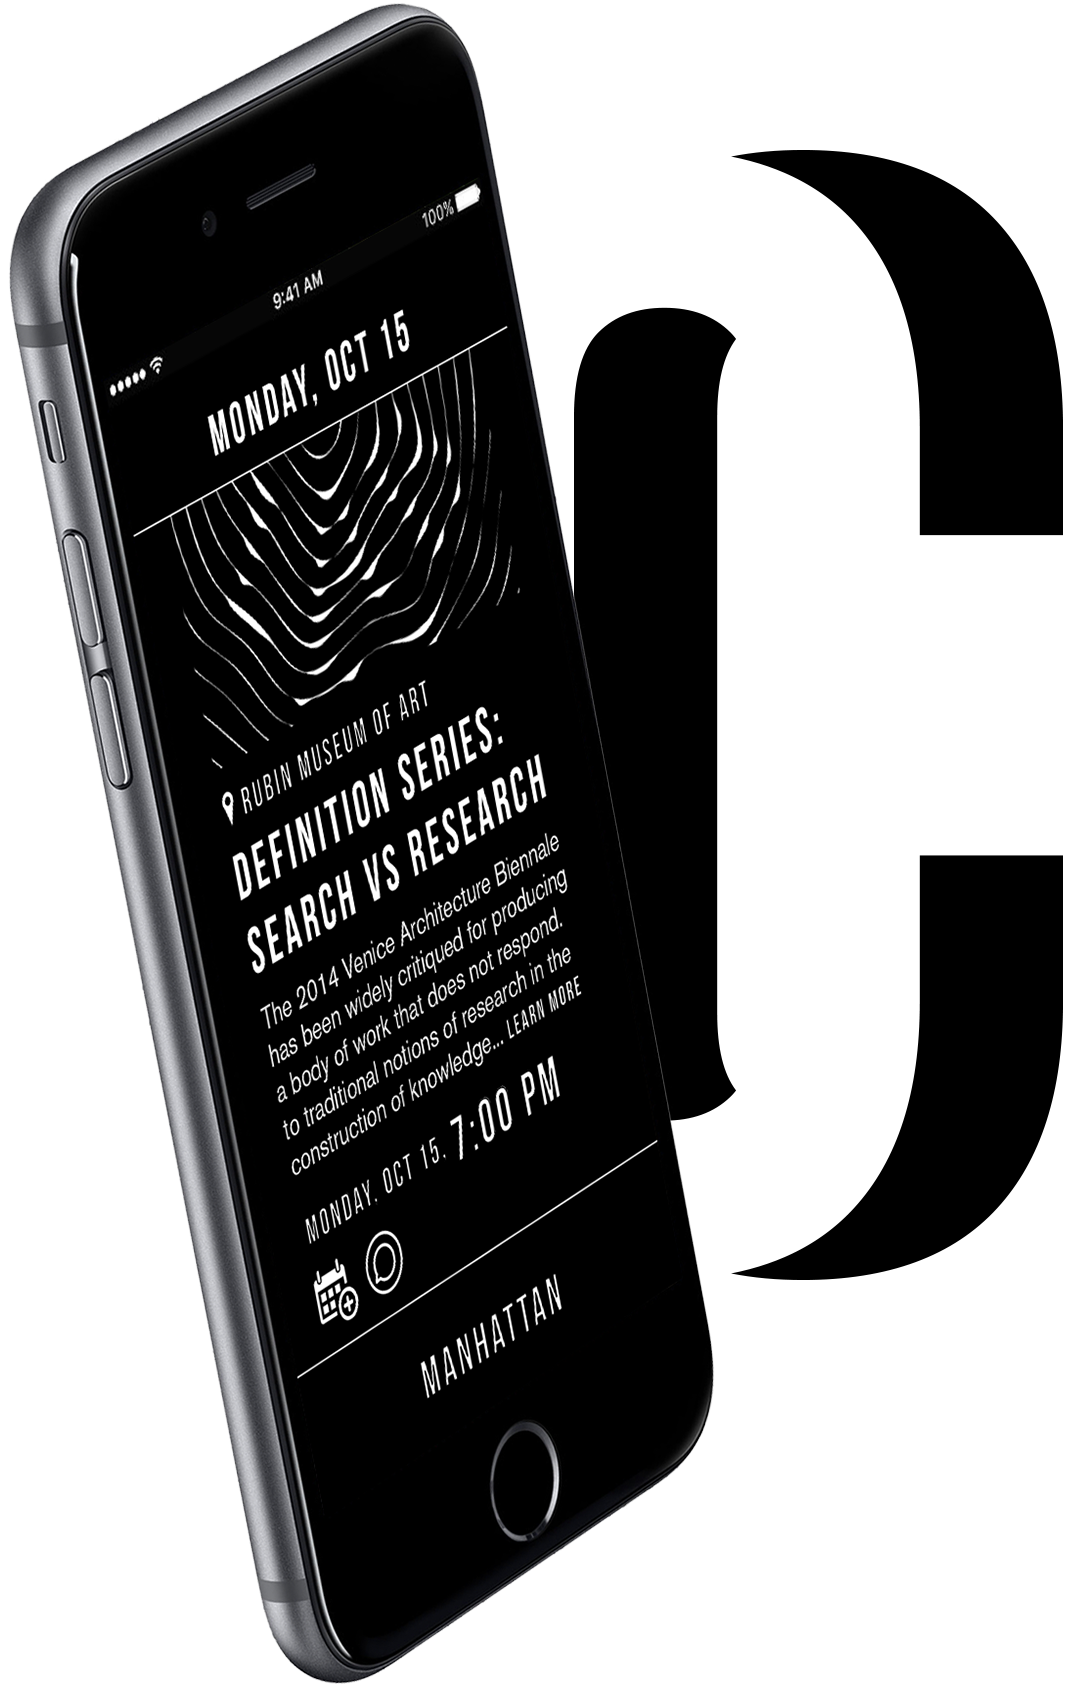 100%
9:41 AM
MONDAY, OCT 15
RUBIN MUSEUM OF ART
DEFINITION SERIES:
SEARCH VS RESEARCH
The 2014 Venice Architecture Biennale
has been widely critiqued for producing
a body of work that does not respond.
to traditional notions of research in the
construction of knowledge... LEARN MORE
MONDAY. OCT 15. 7:00 PM
MANHATTAN
C